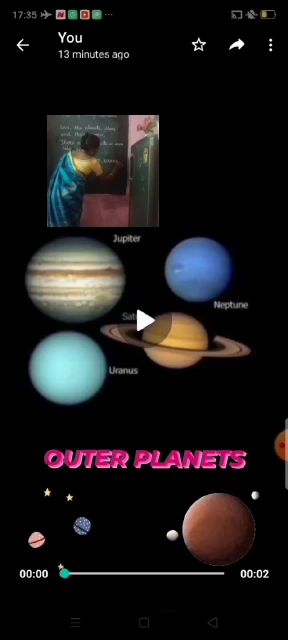 17:35
You
13 minutes ago
Jupiter
Neptune
Uranus
OUTER PLANETS
00:00
00:02